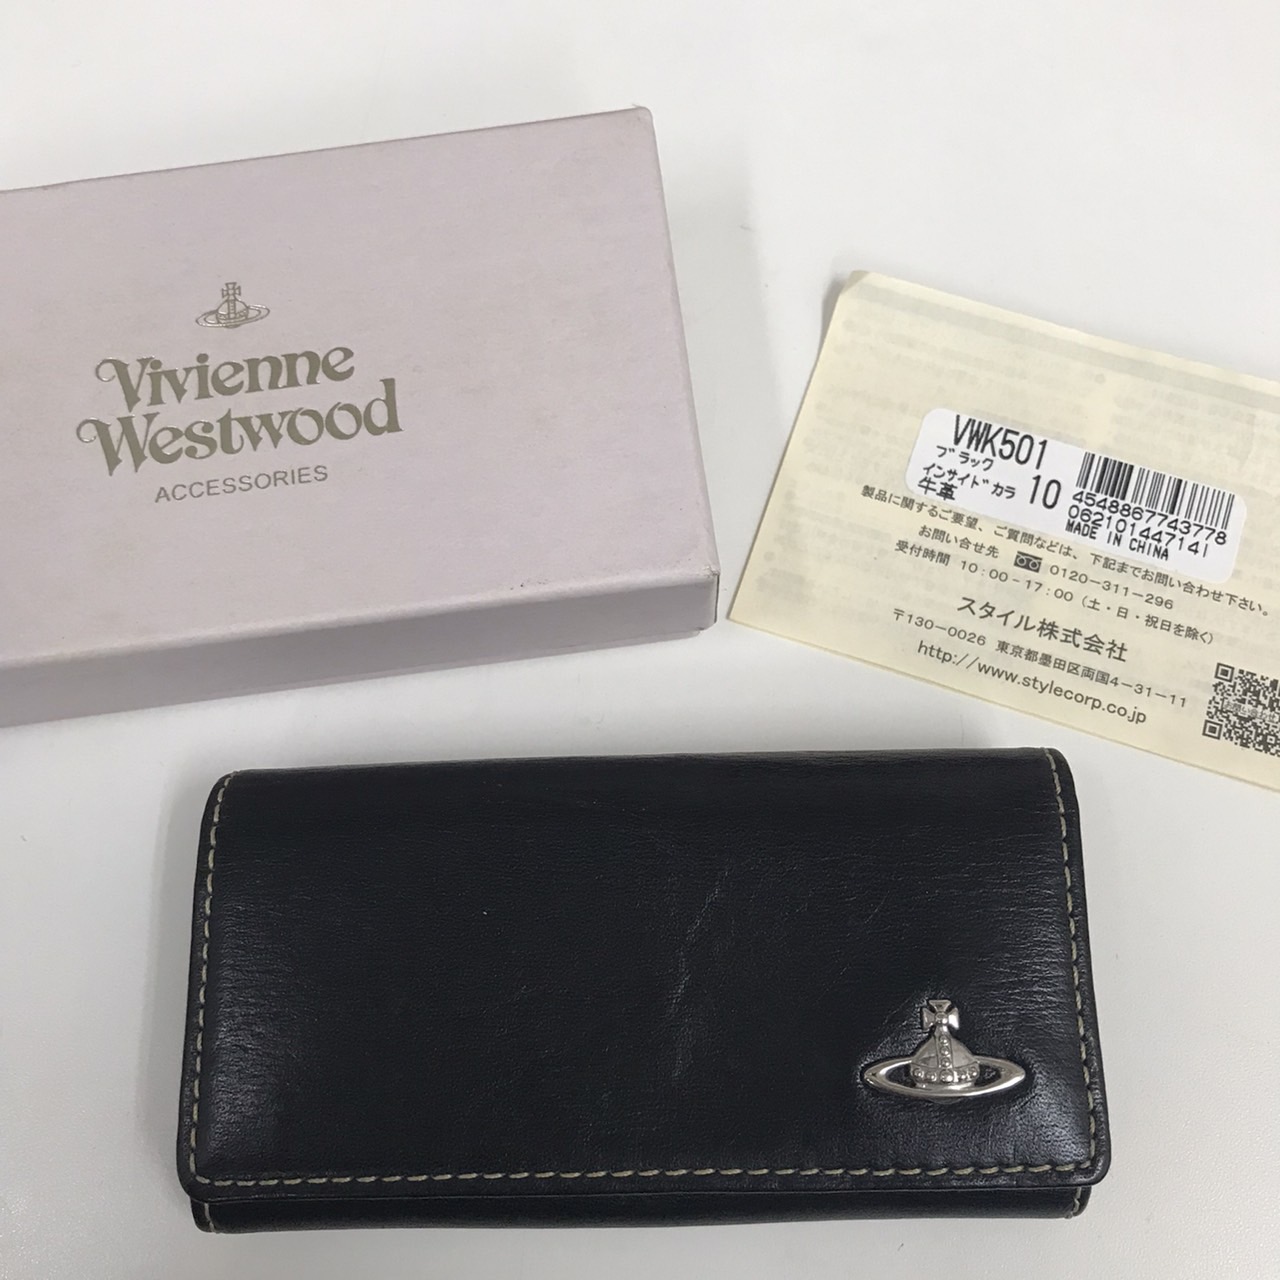 Vivienne
Westwood
ACCESSORIES
VWK501
ブラック
インサイドカラ 10
牛革
4548867743778
062101447141
MADE IN CHINA
製品に関するご要望、ご質問などは、下記までお問い合わせ下さい。
お問い合せ先 0120-311-296
受付時間 10:00-17:00 (土・日・祝日を除く)
スタイル株式会社
〒130-0026 東京都墨田区両国4-31-11
http://www.stylecorp.co.jp